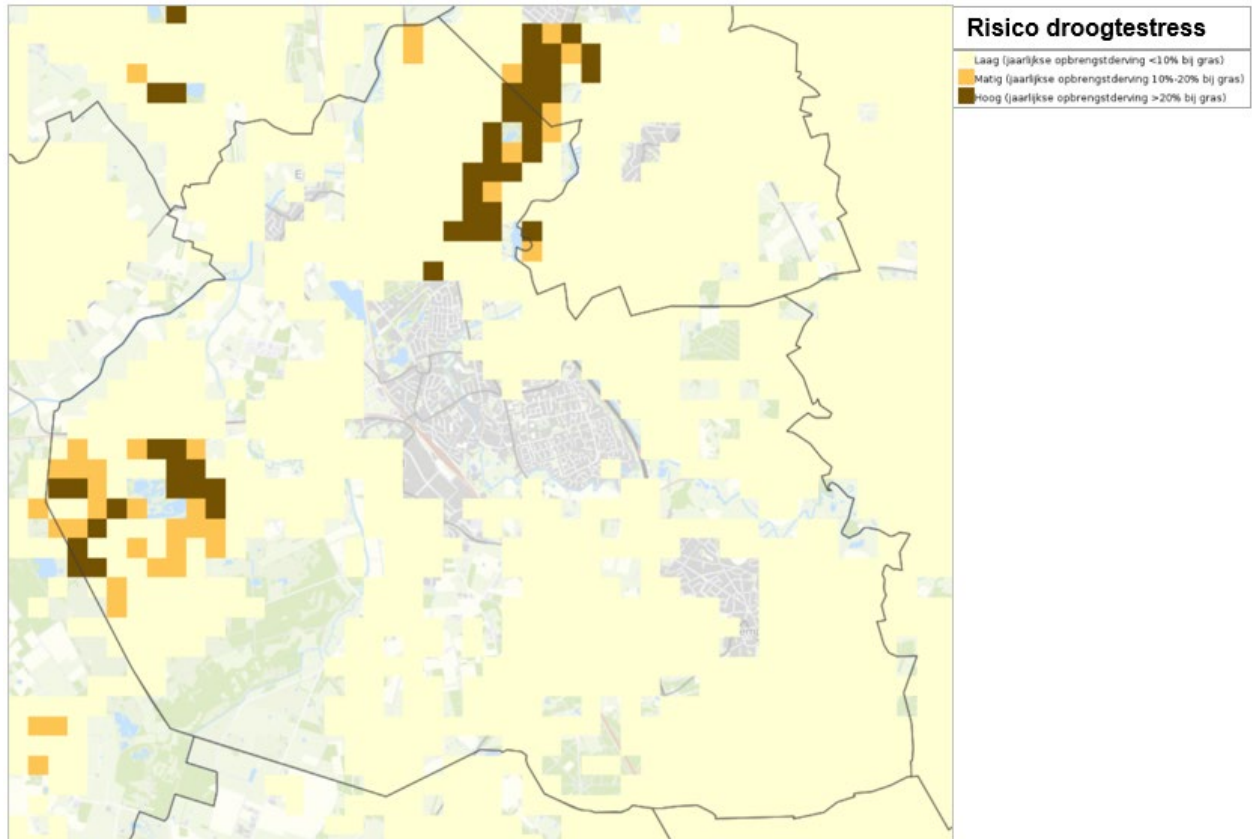 Risico droogtestress
Laag (jaarlijkse opbrengstderving <10% bij gras)
Matig (jaarlijkse opbrengstderving 10%-20% bij gras)
Hoog (jaarlijkse opbrengstderving >20% bij gras)
E